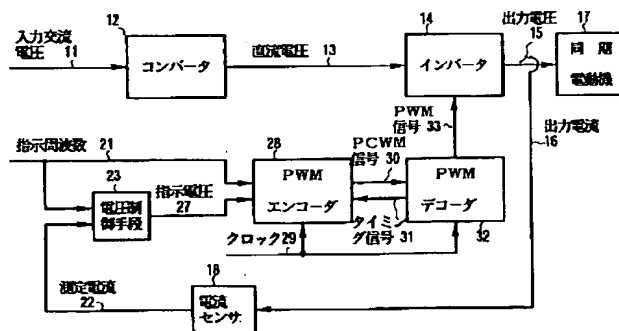 12
14
出力電圧
17
入力交流
電圧
11
コンバータ
直流電圧
13
インバータ
15
同期
電動機
PWM
信号 33
出力電流
16
指示周波数
21
28
PCWM
信号 30
23
指示電圧
27
電圧制
御手段
PWM
エンコーダ
PWM
デコーダ
タイミン
グ信号 31
32
クロック 29
測定電流
22
18
電流
センサ